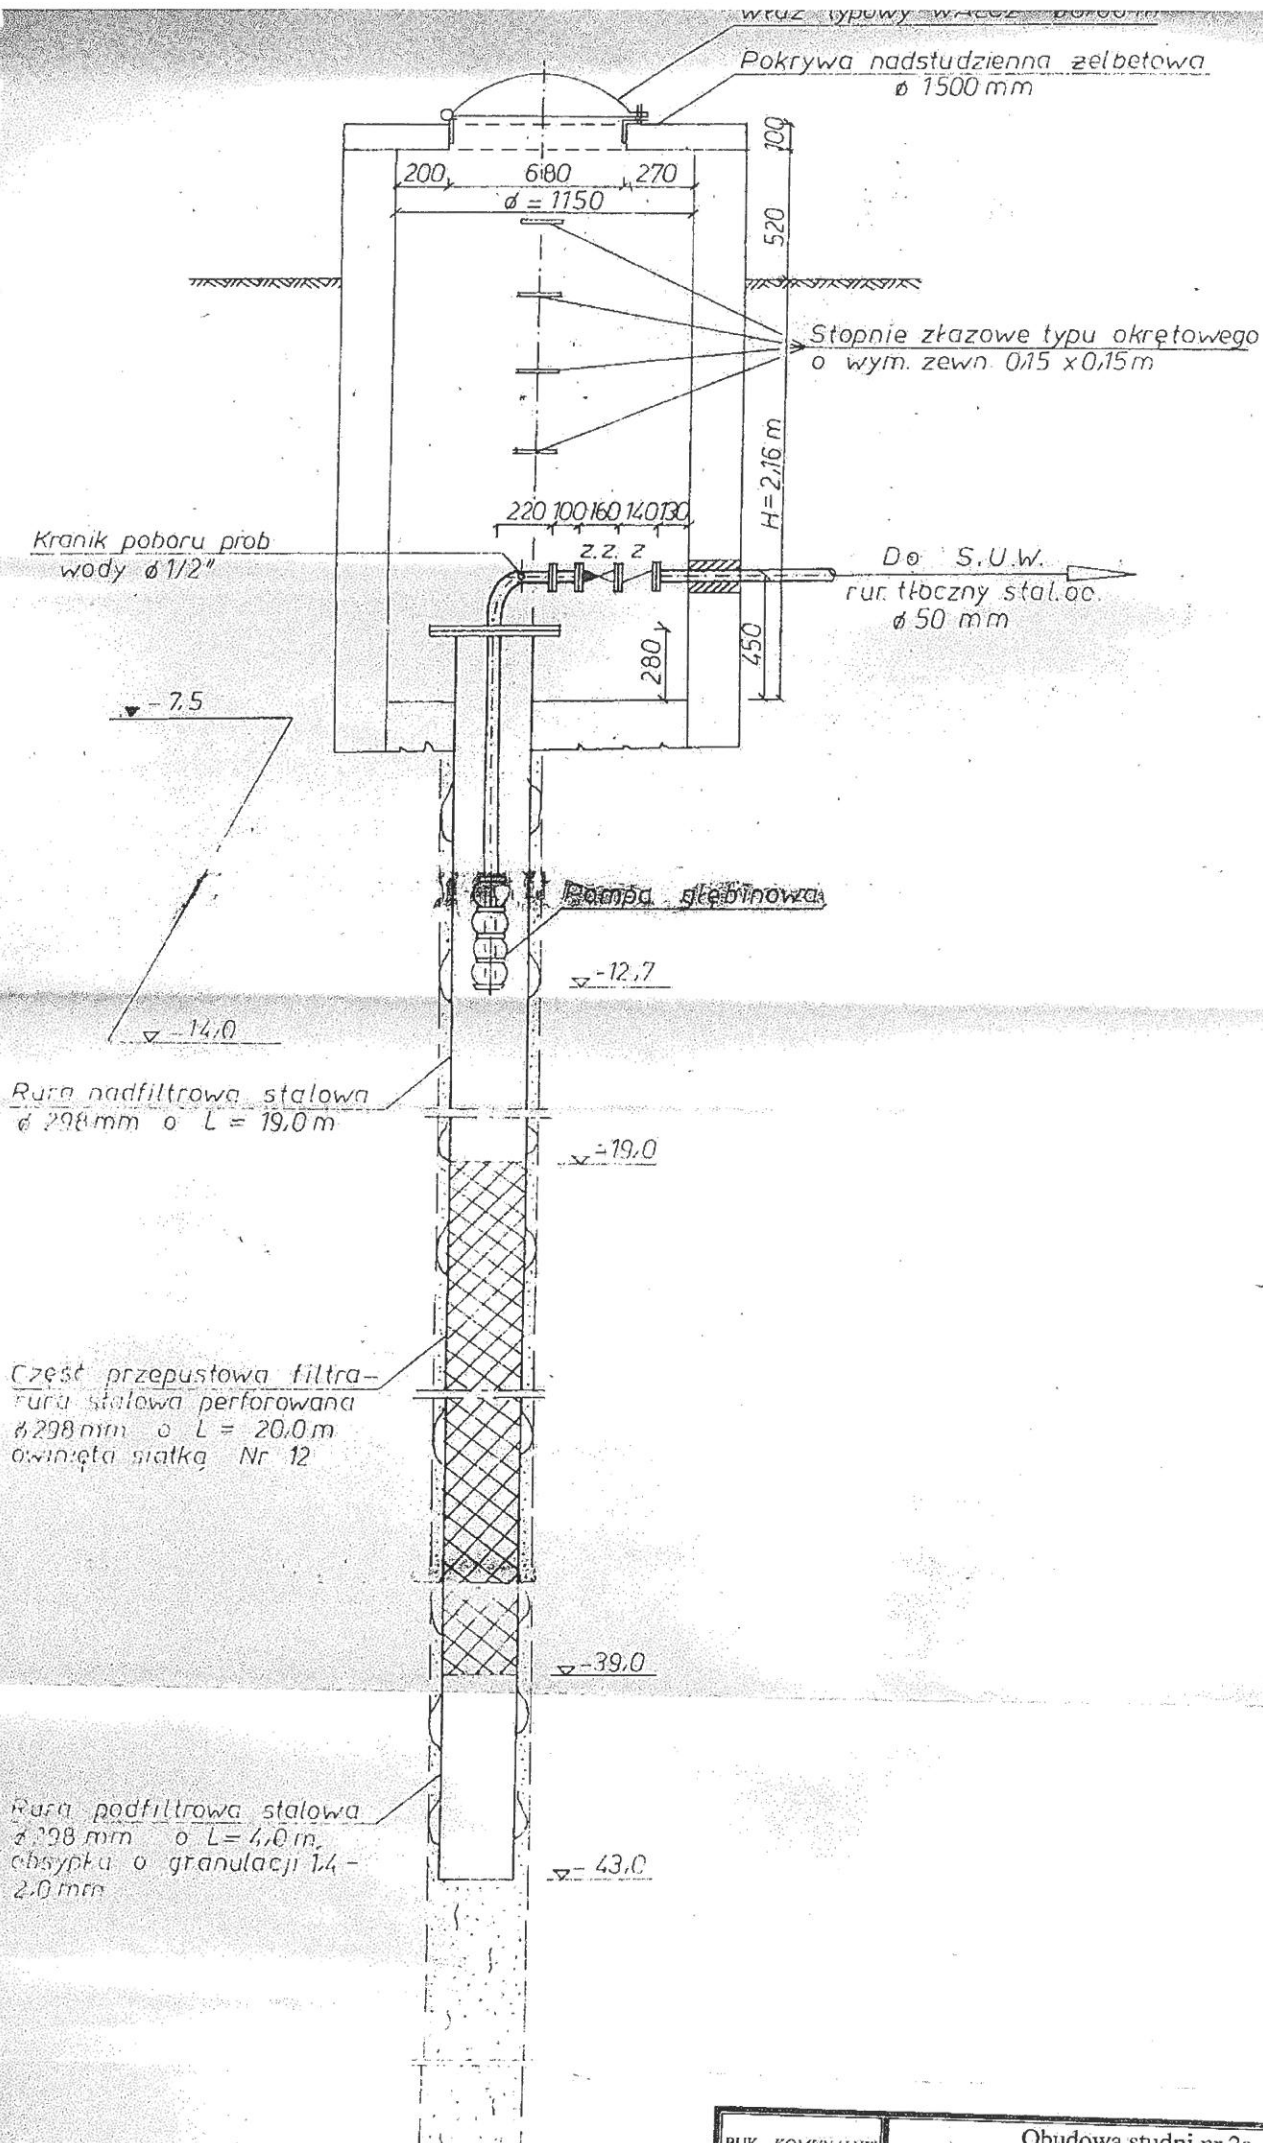 właz typowy
Pokrywa nadstudzienna żelbetowa
ø 1500 mm
100
200 680 270
ø = 1150
520
Stopnie złazowe typu okrętowego
o wym. zewn. 0,15 x 0,15 m
H = 2,16 m
220 100 160 140 130
Kranik poboru prob
wody ø 1/2"
Z.Z. Z
Do S.U.W.
rur. tłoczny stal. oc.
ø 50 mm
280
450
-7,5
Pompa głębinowa
-12,7
-14,0
Rura nadfiltrowa stalowa
ø 298 mm o L = 19,0 m
-19,0
Część przepustowa filtra-
rura stalowa perforowana
ø 298 mm o L = 20,0 m
owinięta siatką Nr 12
-39,0
Rura podfiltrowa stalowa
ø 298 mm o L = 4,0 m,
obsypka o granulacji 1,4 -
2,0 mm
-43,0
Obudowa studni nr 2a